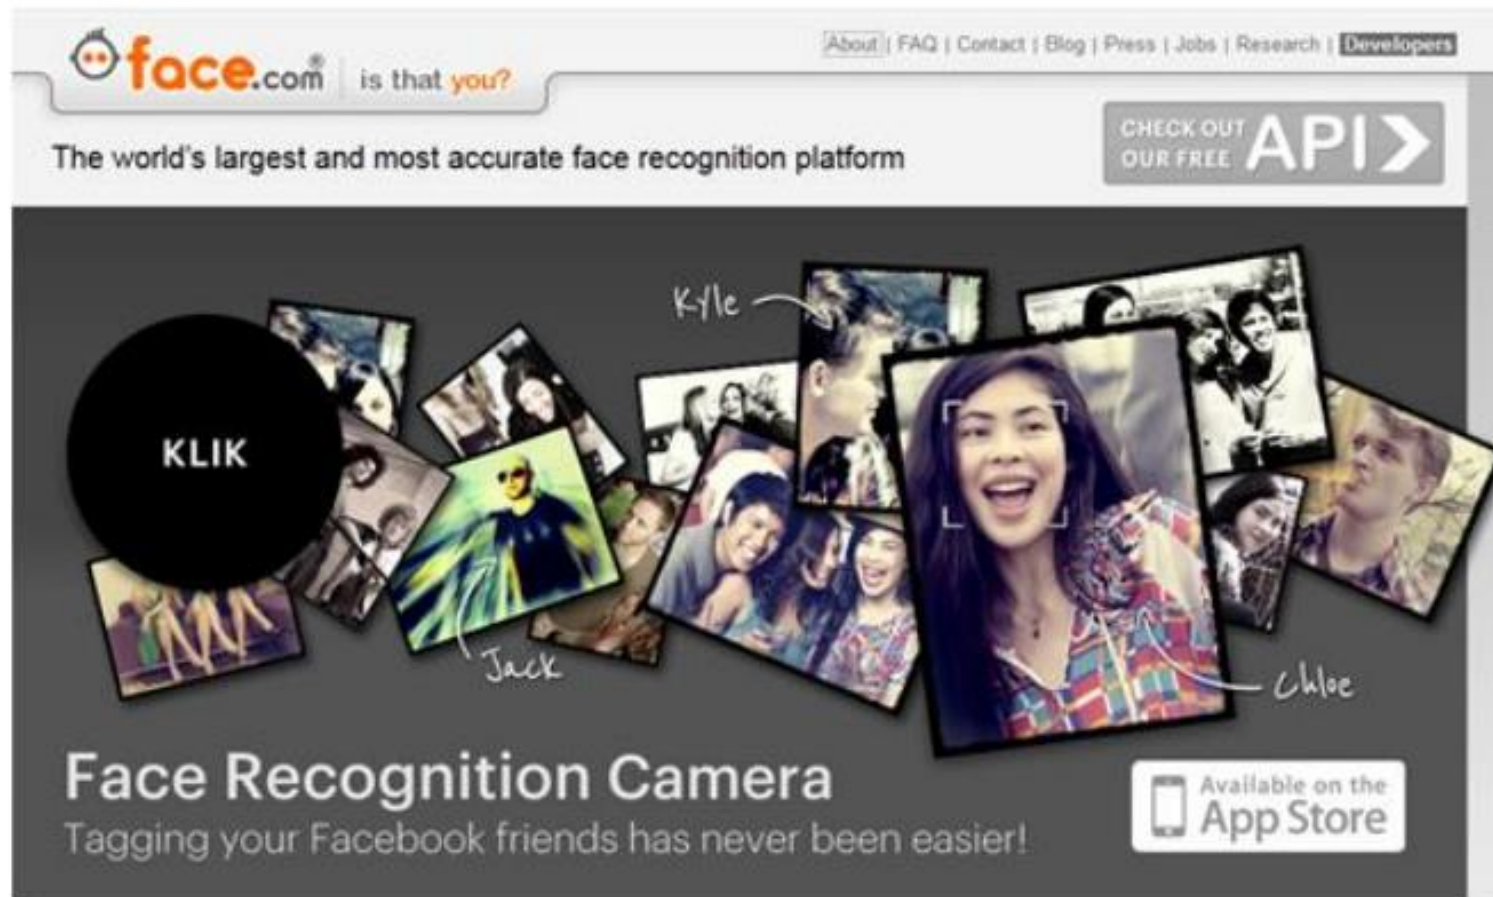 face.com® is that you?
About | FAQ | Contact | Blog | Press | Jobs | Research | Developers
The world's largest and most accurate face recognition platform
CHECK OUT
OUR FREE
API
Kyle
KLIK
Jack
Chloe
Face Recognition Camera
Tagging your Facebook friends has never been easier!
Available on the
App Store